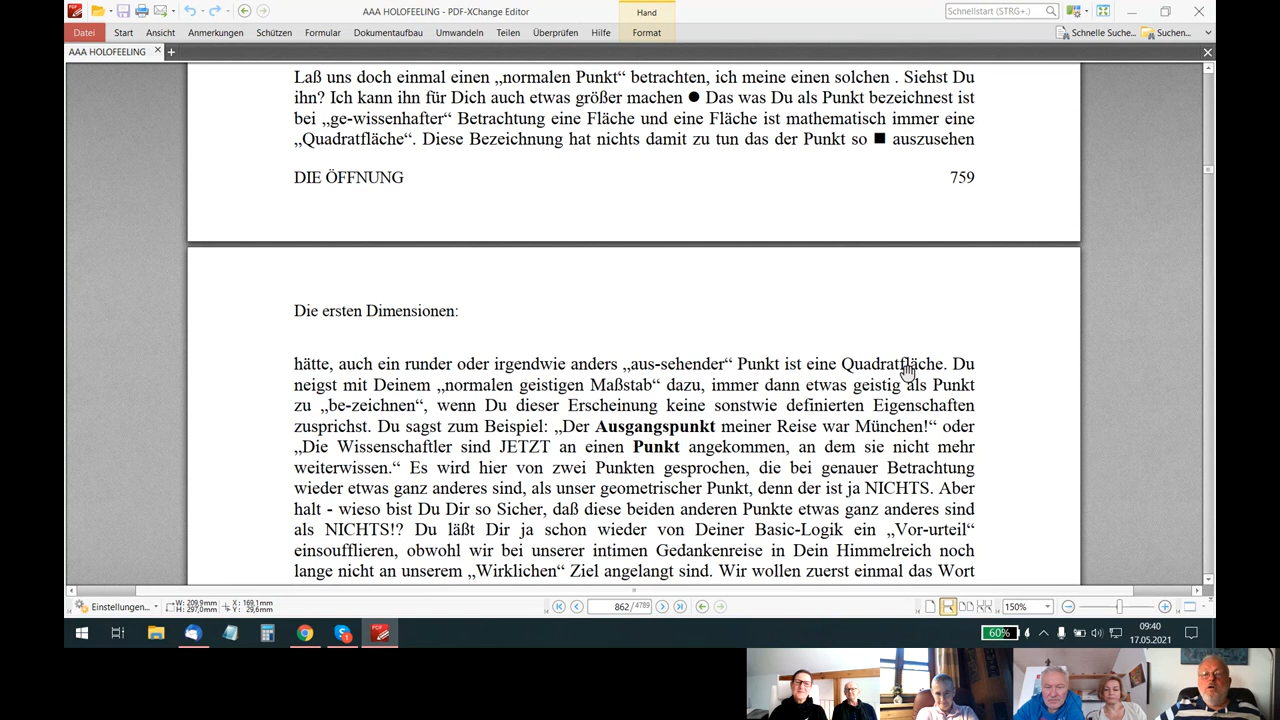 AAA HOLOFEELING - PDF-XChange Editor
Hand
Schnellstart (STRG+.)
Datei Start Ansicht Anmerkungen Schützen Formular Dokumentaufbau Umwandeln Teilen Überprüfen Hilfe Format Schnelle Suche... Suchen...
AAA HOLOFEELING
Laß uns doch einmal einen „normalen Punkt“ betrachten, ich meine einen solchen . Siehst Du
ihn? Ich kann ihn für Dich auch etwas größer machen ● Das was Du als Punkt bezeichnest ist
bei „ge-wissenhafter“ Betrachtung eine Fläche und eine Fläche ist mathematisch immer eine
„Quadratfläche“. Diese Bezeichnung hat nichts damit zu tun das der Punkt so ■ auszusehen
DIE ÖFFNUNG 759
Die ersten Dimensionen:
hätte, auch ein runder oder irgendwie anders „aus-sehender“ Punkt ist eine Quadratfläche. Du
neigst mit Deinem „normalen geistigen Maßstab“ dazu, immer dann etwas geistig als Punkt
zu „be-zeichnen“, wenn Du dieser Erscheinung keine sonstwie definierten Eigenschaften
zusprichst. Du sagst zum Beispiel: „Der Ausgangspunkt meiner Reise war München!“ oder
„Die Wissenschaftler sind JETZT an einen Punkt angekommen, an dem sie nicht mehr
weiterwissen.“ Es wird hier von zwei Punkten gesprochen, die bei genauer Betrachtung
wieder etwas ganz anderes sind, als unser geometrischer Punkt, denn der ist ja NICHTS. Aber
halt - wieso bist Du Dir so Sicher, daß diese beiden anderen Punkte etwas ganz anderes sind
als NICHTS!? Du läßt Dir ja schon wieder von Deiner Basic-Logik ein „Vor-urteil“
einsoufflieren, obwohl wir bei unserer intimen Gedankenreise in Dein Himmelreich noch
lange nicht an unserem „Wirklichen“ Ziel angelangt sind. Wir wollen zuerst einmal das Wort
Einstellungen... W: 209,9mm X: 169,1mm
H: 297,0mm Y: 29,6mm
862 / 4789 150%
60% 09:40
17.05.2021